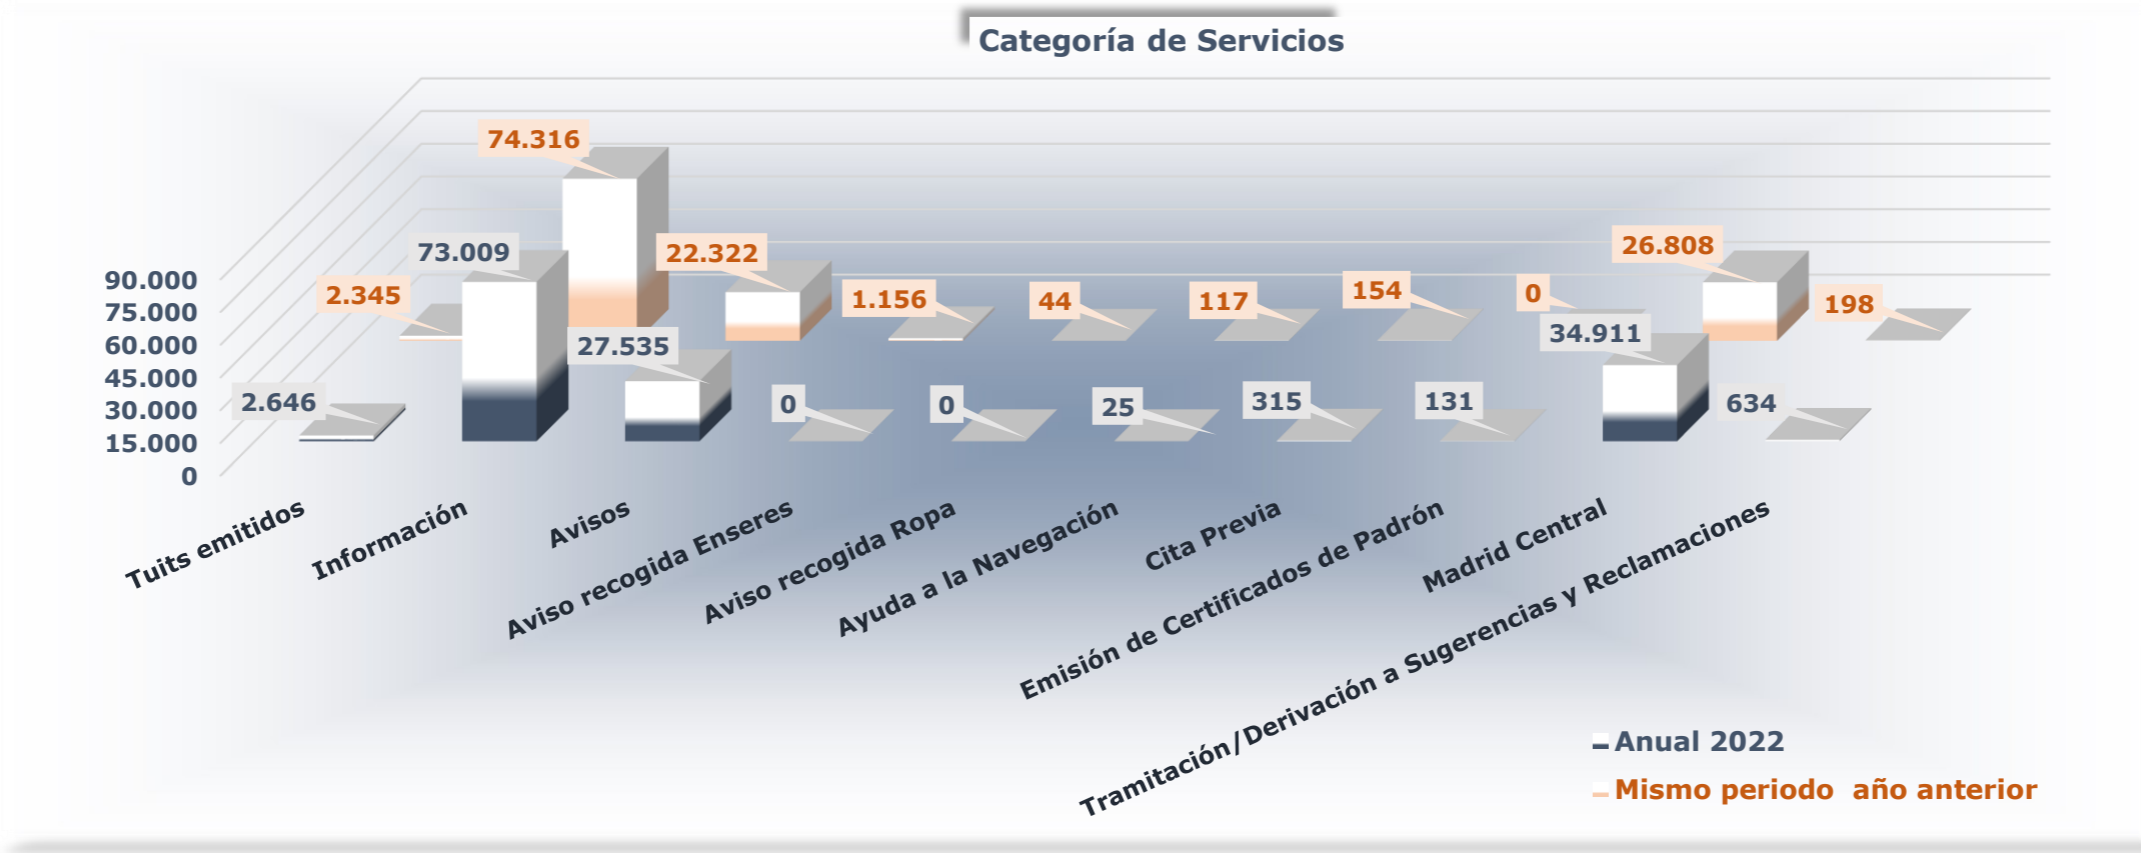 Categoría de Servicios
90.000
75.000
60.000
45.000
30.000
15.000
0
74.316
22.322
2.345
1.156
44
117
154
0
26.808
198
73.009
27.535
2.646
0
0
25
315
131
34.911
634
Tuits emitidos
Información
Avisos
Aviso recogida Enseres
Aviso recogida Ropa
Ayuda a la Navegación
Cita Previa
Emisión de Certificados de Padrón
Madrid Central
Tramitación/Derivación a Sugerencias y Reclamaciones
Anual 2022
Mismo periodo  año anterior